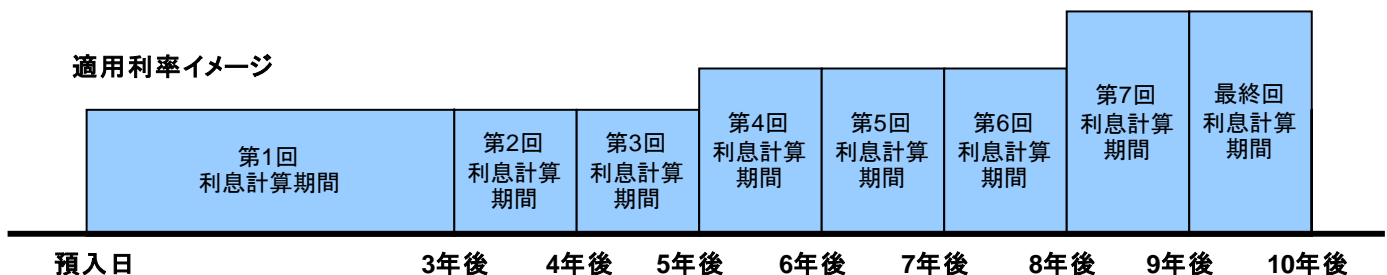 適用利率イメージ
第1回
利息計算期間
第2回
利息計算
期間
第3回
利息計算
期間
第4回
利息計算
期間
第5回
利息計算
期間
第6回
利息計算
期間
第7回
利息計算
期間
最終回
利息計算
期間
預入日 3年後 4年後 5年後 6年後 7年後 8年後 9年後 10年後